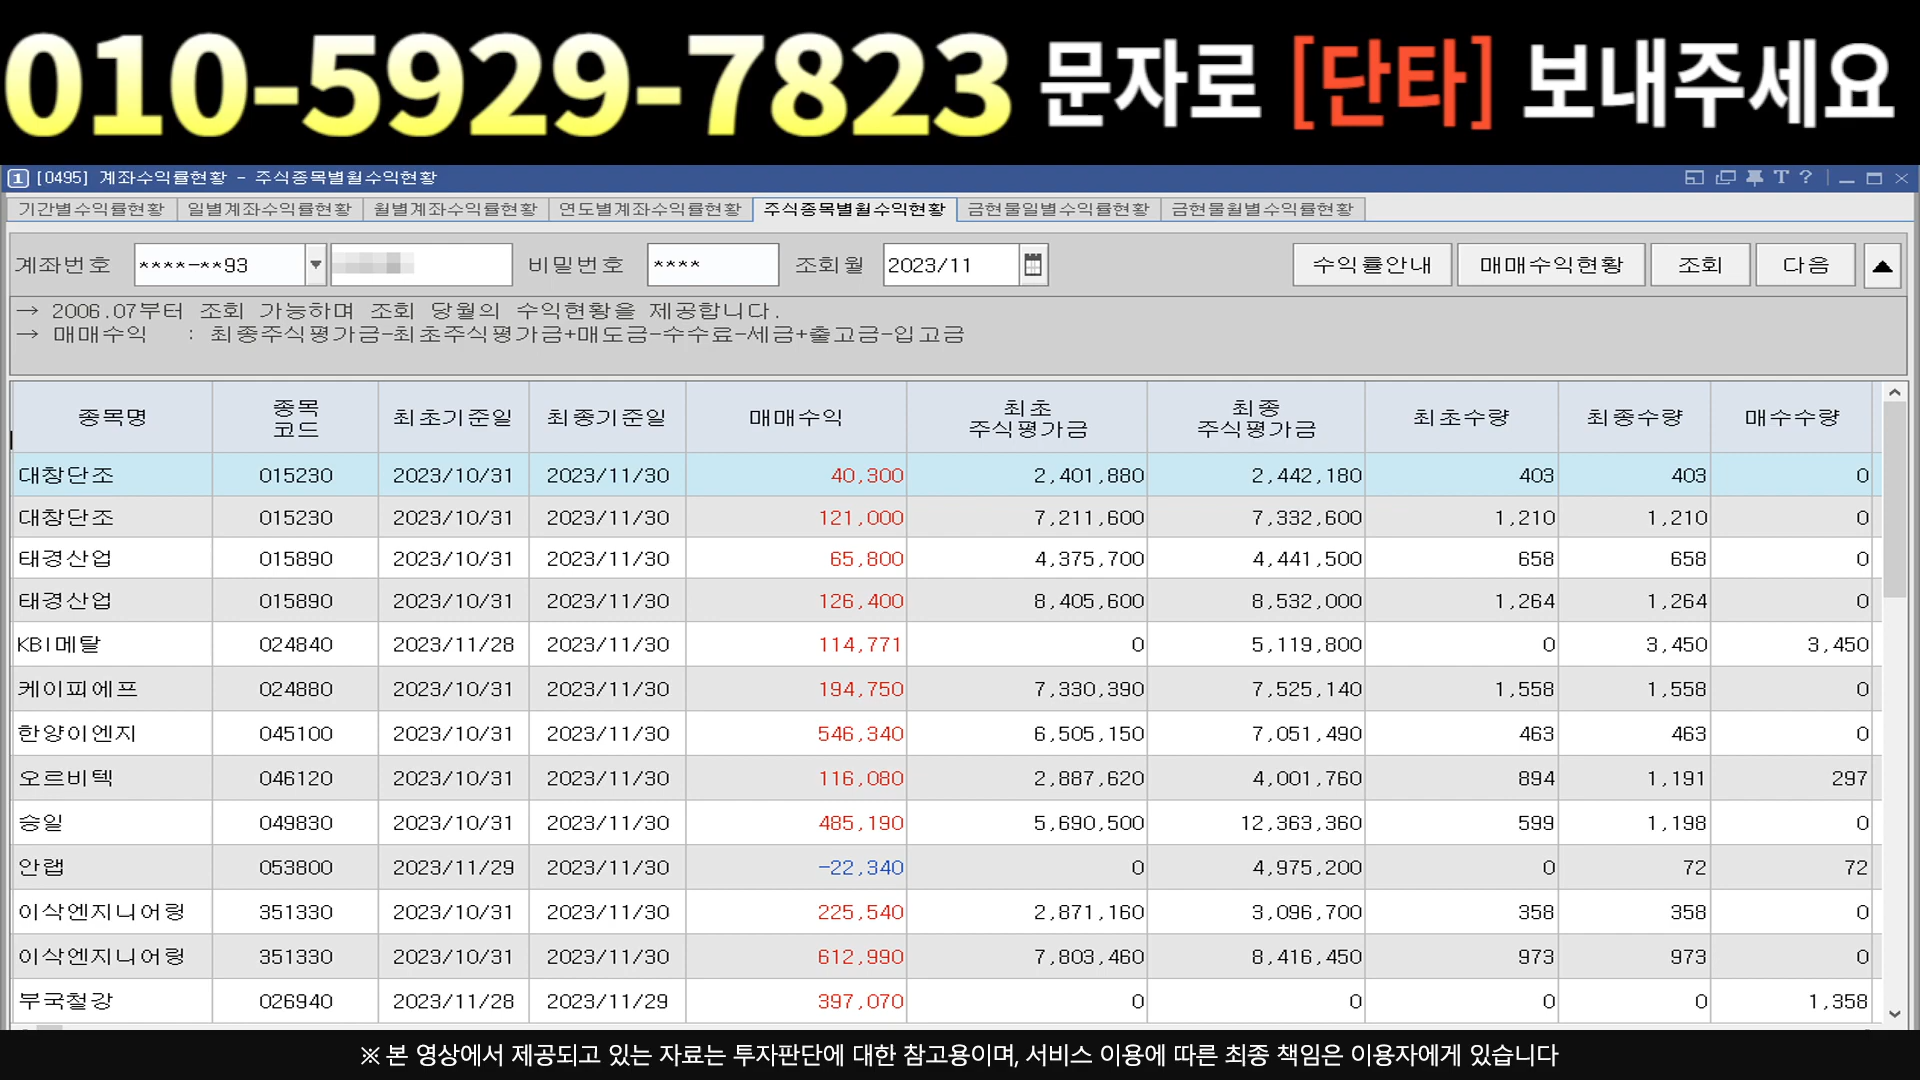 010-5929-7823 문자로 [단타] 보내주세요
1 [0495] 계좌수익률현황 - 주식종목별월수익현황
기간별수익률현황 일별계좌수익률현황 월별계좌수익률현황 연도별계좌수익률현황 주식종목별월수익현황 금현물일별수익률현황 금현물월별수익률현황
계좌번호 ****-**93 비밀번호 **** 조회월 2023/11 수익률안내 매매수익현황 조회 다음 ▲
→ 2006.07부터 조회 가능하며 조회 당월의 수익현황을 제공합니다.
→ 매매수익 : 최종주식평가금-최초주식평가금+매도금-수수료-세금+출고금-입고금
종목명 종목코드 최초기준일 최종기준일 매매수익 최초주식평가금 최종주식평가금 최초수량 최종수량 매수수량
대창단조 015230 2023/10/31 2023/11/30 40,300 2,401,880 2,442,180 403 403 0
대창단조 015230 2023/10/31 2023/11/30 121,000 7,211,600 7,332,600 1,210 1,210 0
태경산업 015890 2023/10/31 2023/11/30 65,800 4,375,700 4,441,500 658 658 0
태경산업 015890 2023/10/31 2023/11/30 126,400 8,405,600 8,532,000 1,264 1,264 0
KBI메탈 024840 2023/11/28 2023/11/30 114,771 0 5,119,800 0 3,450 3,450
케이피에프 024880 2023/10/31 2023/11/30 194,750 7,330,390 7,525,140 1,558 1,558 0
한양이엔지 045100 2023/10/31 2023/11/30 546,340 6,505,150 7,051,490 463 463 0
오르비텍 046120 2023/10/31 2023/11/30 116,080 2,887,620 4,001,760 894 1,191 297
승일 049830 2023/10/31 2023/11/30 485,190 5,690,500 12,363,360 599 1,198 0
안랩 053800 2023/11/29 2023/11/30 -22,340 0 4,975,200 0 72 72
이삭엔지니어링 351330 2023/10/31 2023/11/30 225,540 2,871,160 3,096,700 358 358 0
이삭엔지니어링 351330 2023/10/31 2023/11/30 612,990 7,803,460 8,416,450 973 973 0
부국철강 026940 2023/11/28 2023/11/29 397,070 0 0 0 0 1,358
※ 본 영상에서 제공되고 있는 자료는 투자판단에 대한 참고용이며, 서비스 이용에 따른 최종 책임은 이용자에게 있습니다